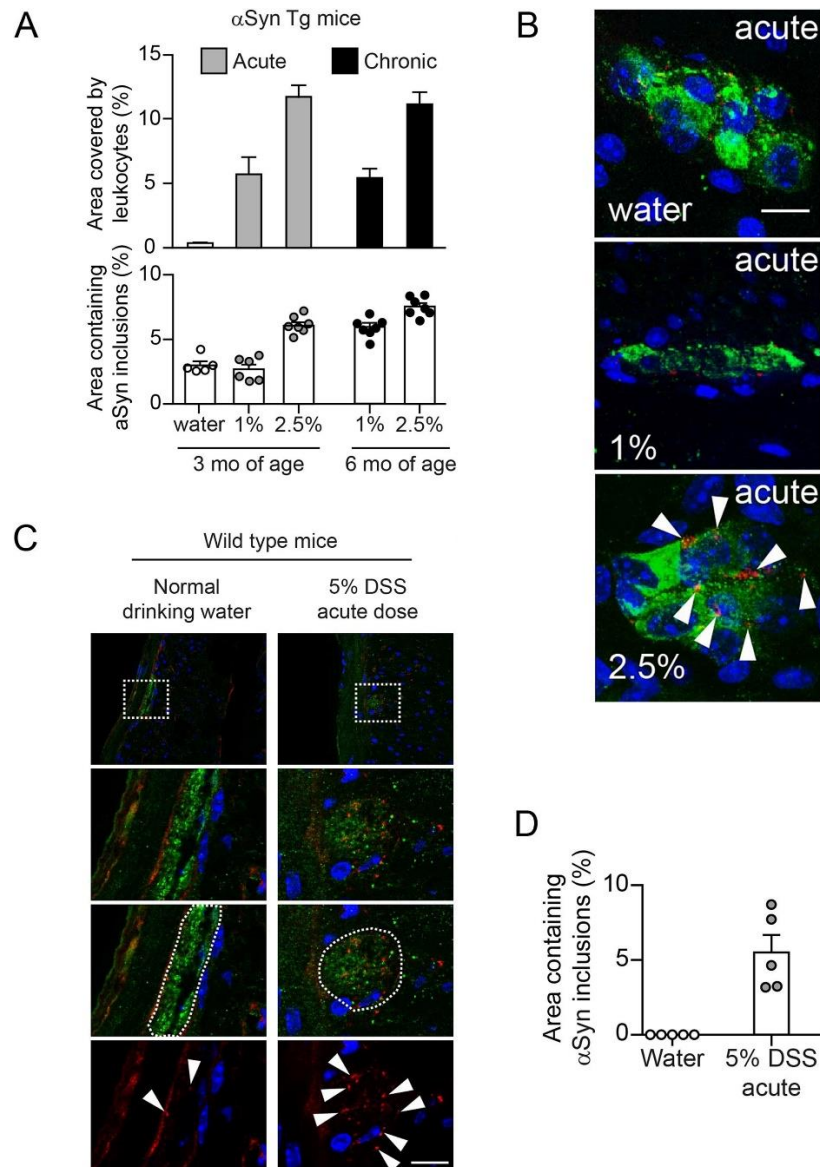 A
αSyn Tg mice
Acute
Chronic
Area covered by
leukocytes (%)
15
10
5
0
Area containing
aSyn inclusions (%)
10
5
0
water
1%
2.5%
1%
2.5%
3 mo of age
6 mo of age
B
acute
water
acute
1%
acute
2.5%
C
Wild type mice
Normal
drinking water
5% DSS
acute dose
D
Area containing
αSyn inclusions (%)
10
5
0
Water
5% DSS
acute